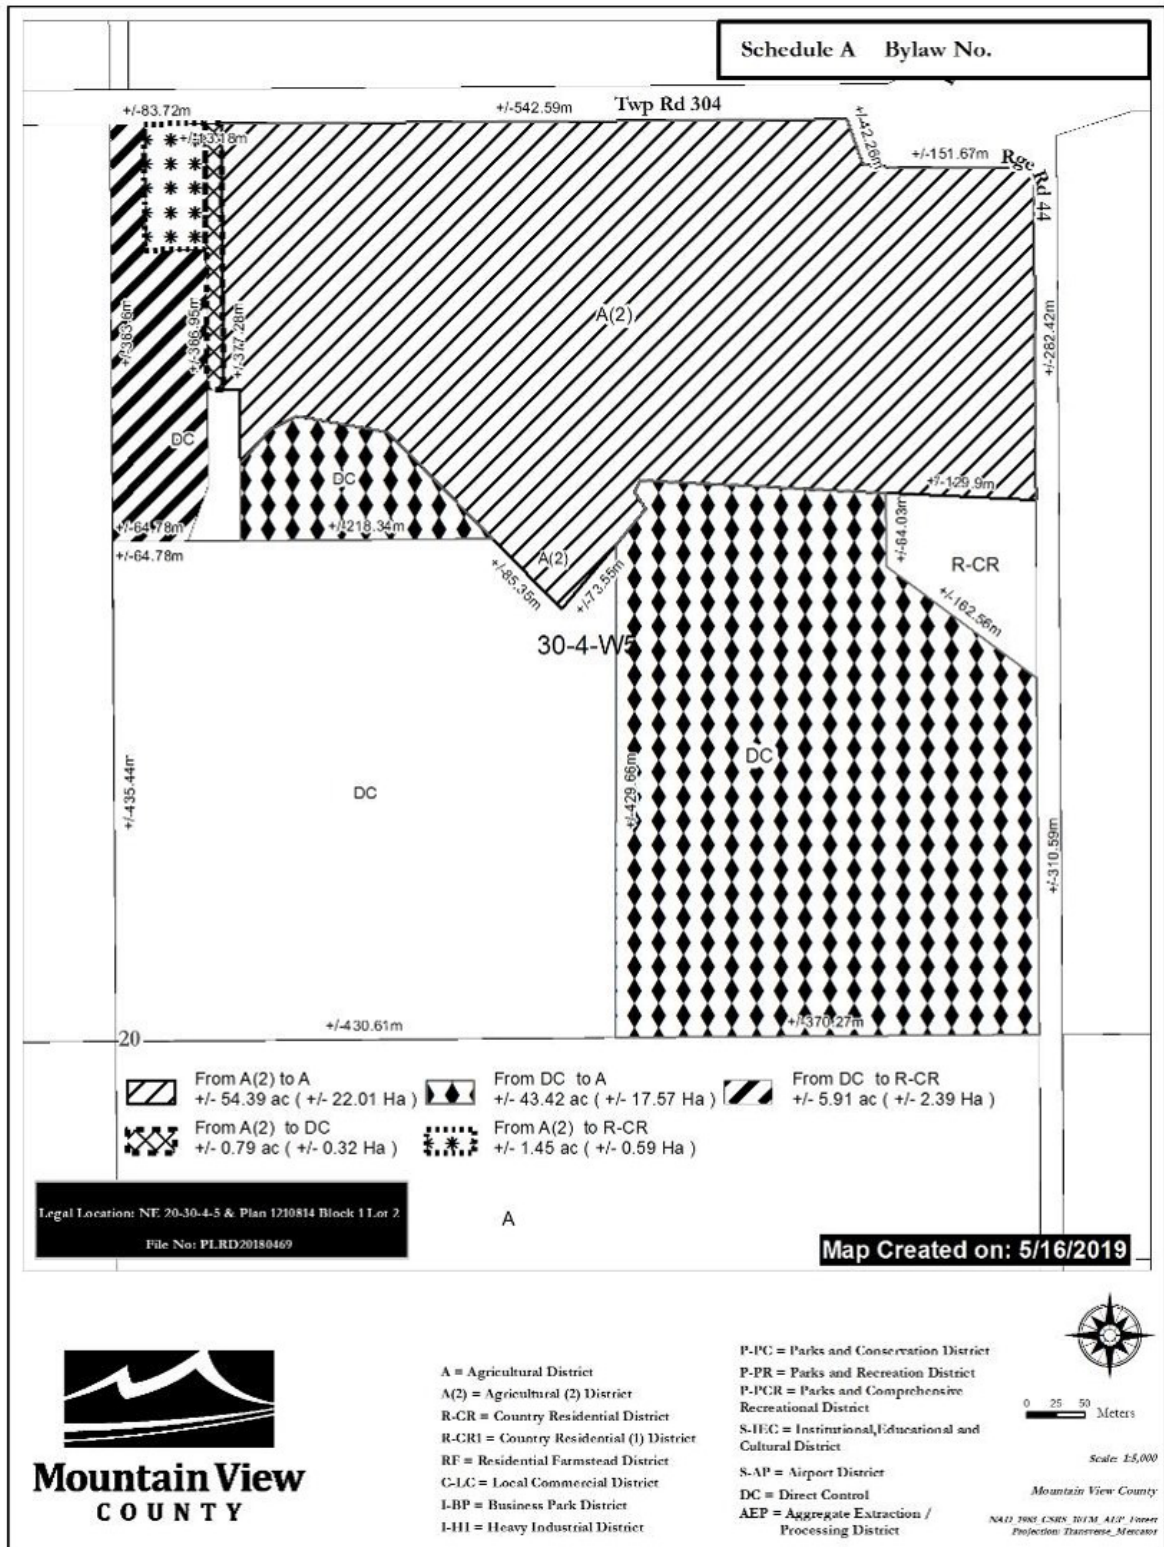 Schedule A Bylaw No.
+/-83.72m
+/-542.59m
Twp Rd 304
+/-13.18m
+/-42.26m
+/-151.67m
Rge Rd 44
+/-363.6m
+/-366.95m
+/-377.28m
A(2)
+/-282.42m
DC
DC
+/-129.9m
+/-64.78m
+/-218.34m
+/-64.03m
+/-64.78m
A(2)
R-CR
+/-85.35m
+/-73.55m
+/-162.56m
30-4-W5
+/-435.44m
DC
+/-429.66m
DC
+/-310.59m
+/-430.61m
+/-370.27m
20
From A(2) to A
+/- 54.39 ac ( +/- 22.01 Ha )
From DC to A
+/- 43.42 ac ( +/- 17.57 Ha )
From DC to R-CR
+/- 5.91 ac ( +/- 2.39 Ha )
From A(2) to DC
+/- 0.79 ac ( +/- 0.32 Ha )
From A(2) to R-CR
+/- 1.45 ac ( +/- 0.59 Ha )
Legal Location: NE 20-30-4-5 & Plan 1210814 Block 1 Lot 2
File No: PLRD20180469
A
Map Created on: 5/16/2019
Mountain View
COUNTY
A = Agricultural District
A(2) = Agricultural (2) District
R-CR = Country Residential District
R-CR1 = Country Residential (1) District
RF = Residential Farmstead District
C-LC = Local Commercial District
I-BP = Business Park District
I-HI = Heavy Industrial District
P-PC = Parks and Conservation District
P-PR = Parks and Recreation District
P-PCR = Parks and Comprehensive
Recreational District
S-IEC = Institutional,Educational and
Cultural District
S-AP = Airport District
DC = Direct Control
AEP = Aggregate Extraction /
Processing District
0 25 50 Meters
Scale: 1:5,000
Mountain View County
NAD_1983_CSRS_10TM_AEP_Forest
Projection: Transverse_Mercator